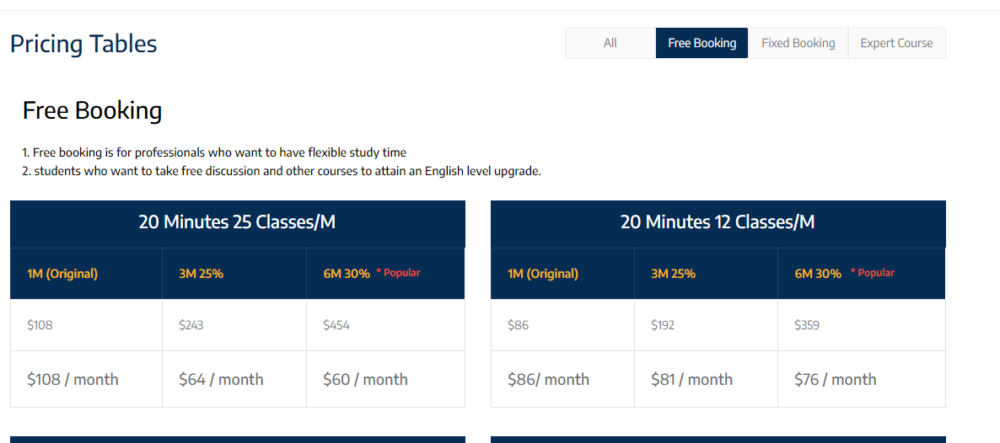 Pricing Tables
All
Free Booking
Fixed Booking
Expert Course
Free Booking
1. Free booking is for professionals who want to have flexible study time
2. students who want to take free discussion and other courses to attain an English level upgrade.
20 Minutes 25 Classes/M
1M (Original) 3M 25% 6M 30% * Popular
$108 $243 $454
$108 / month $64 / month $60 / month
20 Minutes 12 Classes/M
1M (Original) 3M 25% 6M 30% * Popular
$86 $192 $359
$86/ month $81 / month $76 / month